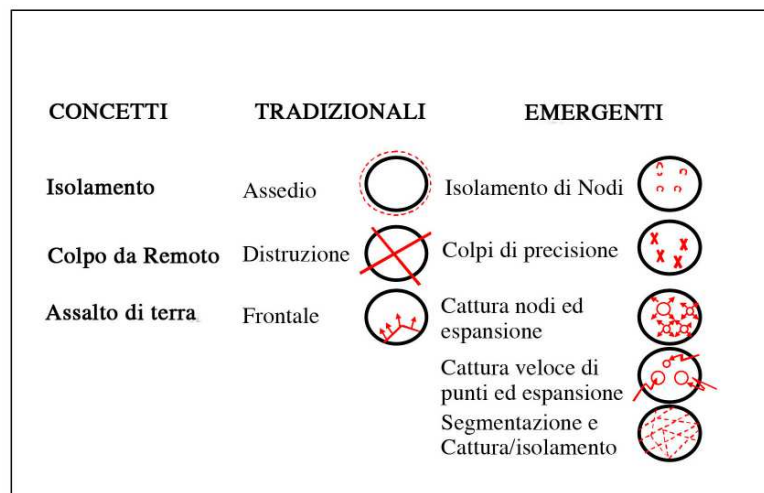 CONCETTI TRADIZIONALI EMERGENTI
Isolamento Assedio Isolamento di Nodi
Colpo da Remoto Distruzione Colpi di precisione
Assalto di terra Frontale Cattura nodi ed
espansione
Cattura veloce di
punti ed espansione
Segmentazione e
Cattura/isolamento